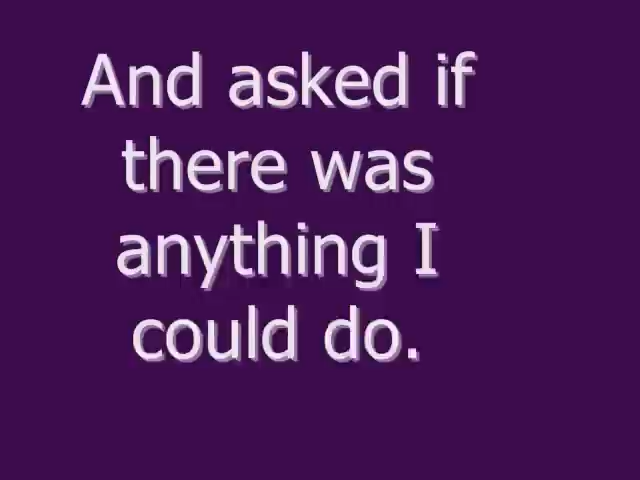 And asked if
there was
anything I
could do.